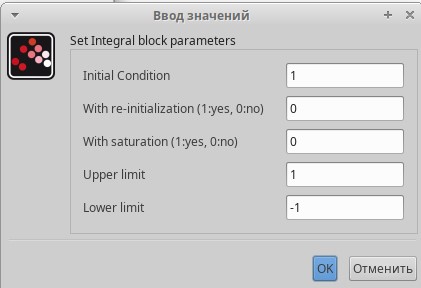 Ввод значений
Set Integral block parameters
Initial Condition 1
With re-initialization (1:yes, 0:no) 0
With saturation (1:yes, 0:no) 0
Upper limit 1
Lower limit -1
OK Отменить